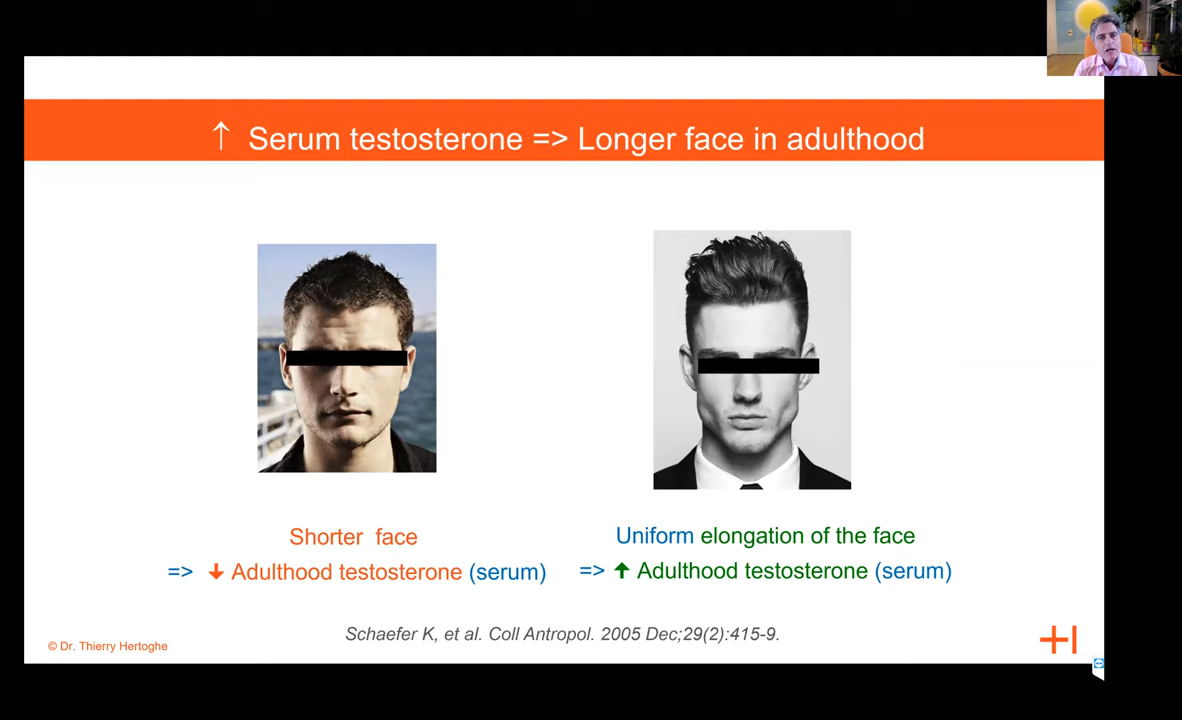 ↑ Serum testosterone => Longer face in adulthood
Shorter face
=> ↓ Adulthood testosterone (serum)
Uniform elongation of the face
=> ↑ Adulthood testosterone (serum)
Schaefer K, et al. Coll Antropol. 2005 Dec;29(2):415-9.
© Dr. Thierry Hertoghe